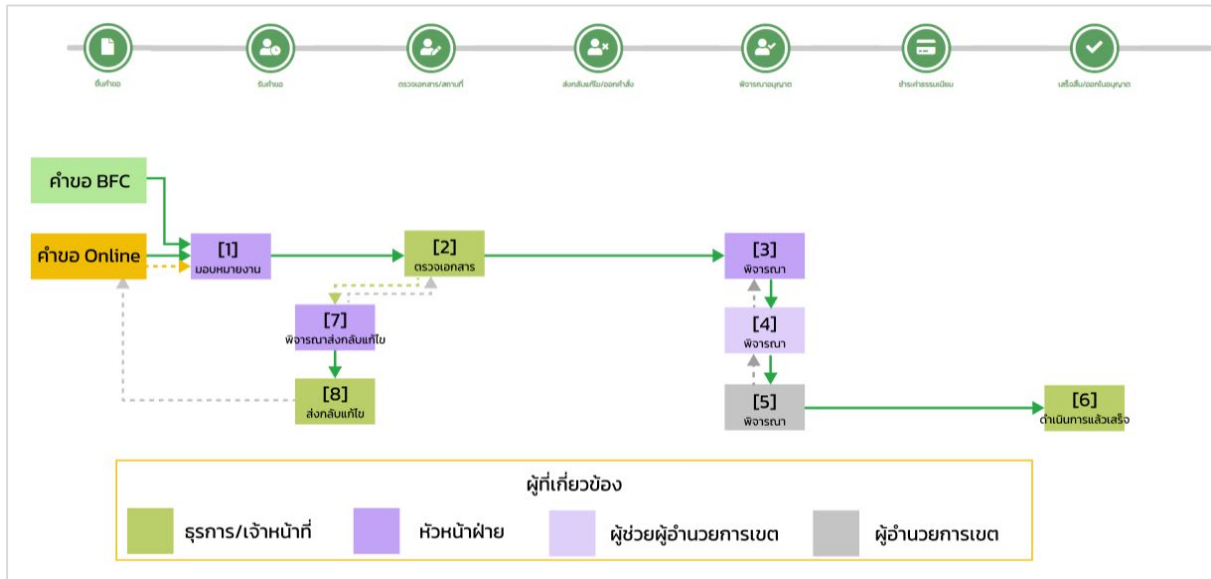 ยื่นคำขอ
รับคำขอ
ตรวจเอกสาร/สถานที่
ส่งกลับแก้ไข/ออกคำสั่ง
พิจารณาอนุญาต
ชำระค่าธรรมเนียม
เสร็จสิ้น/ออกใบอนุญาต
คำขอ BFC
คำขอ Online
[1]
มอบหมายงาน
[2]
ตรวจเอกสาร
[3]
พิจารณา
[7]
พิจารณาส่งกลับแก้ไข
[4]
พิจารณา
[8]
ส่งกลับแก้ไข
[5]
พิจารณา
[6]
ดำเนินการแล้วเสร็จ
ผู้ที่เกี่ยวข้อง
ธุรการ/เจ้าหน้าที่
หัวหน้าฝ่าย
ผู้ช่วยผู้อำนวยการเขต
ผู้อำนวยการเขต